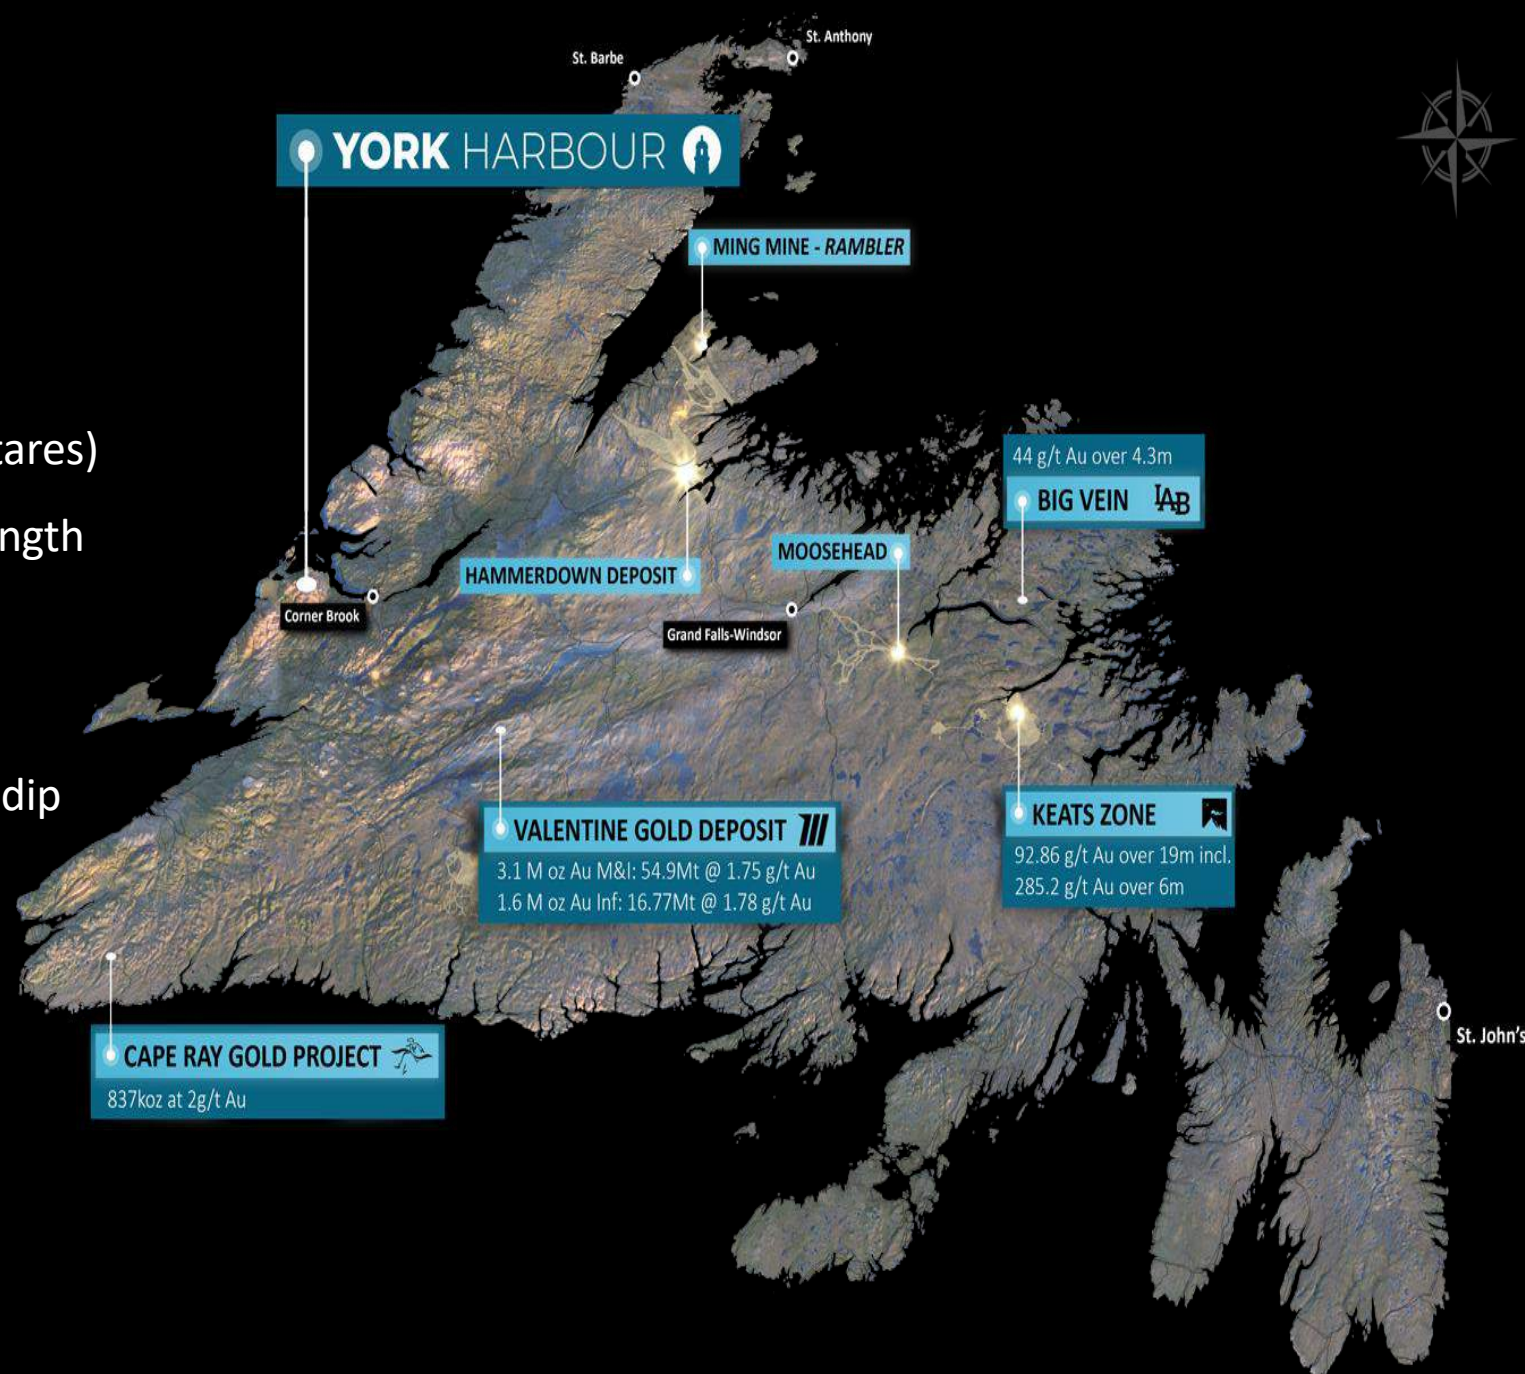 St. Anthony
St. Barbe
YORK HARBOUR
MING MINE - RAMBLER
tares)
44 g/t Au over 4.3m
BIG VEIN IAB
ngth
MOOSEHEAD
HAMMERDOWN DEPOSIT
Corner Brook
Grand Falls-Windsor
dip
VALENTINE GOLD DEPOSIT
3.1 M oz Au M&I: 54.9Mt @ 1.75 g/t Au
1.6 M oz Au Inf: 16.77Mt @ 1.78 g/t Au
KEATS ZONE
92.86 g/t Au over 19m incl.
285.2 g/t Au over 6m
St. John's
CAPE RAY GOLD PROJECT
837koz at 2g/t Au